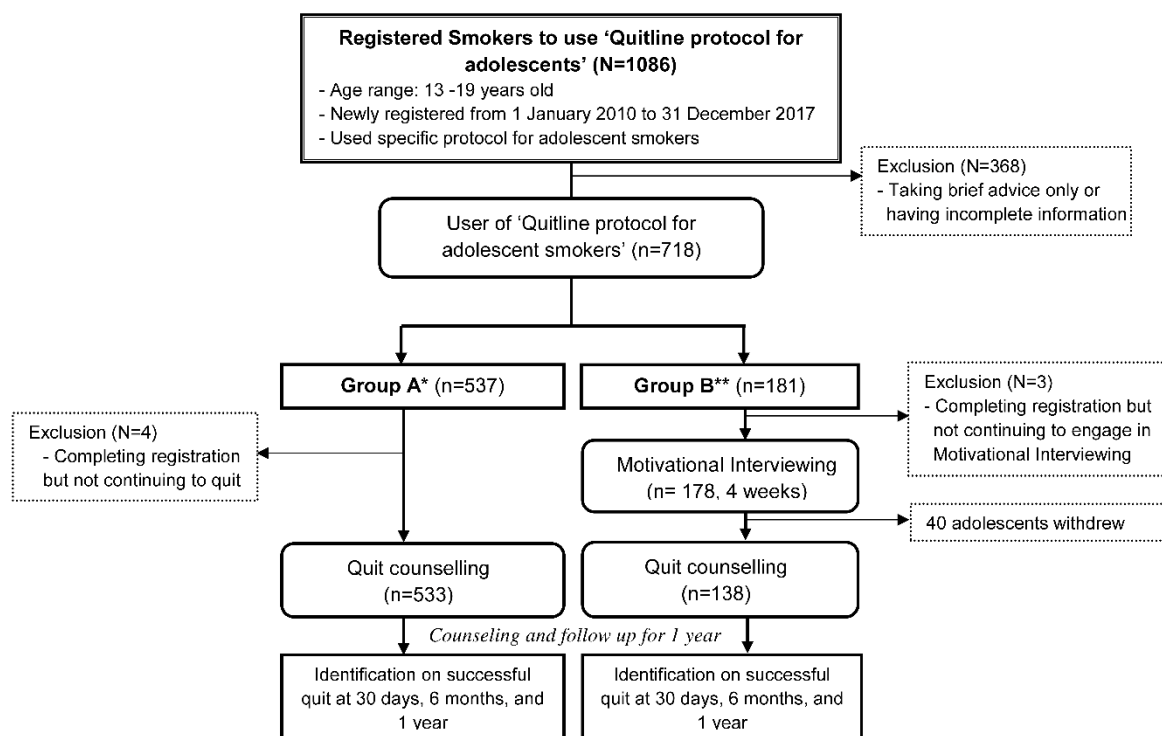 Registered Smokers to use ‘Quitline protocol for
adolescents’ (N=1086)
- Age range: 13 -19 years old
- Newly registered from 1 January 2010 to 31 December 2017
- Used specific protocol for adolescent smokers
Exclusion (N=368)
- Taking brief advice only or
having incomplete information
User of ‘Quitline protocol for
adolescent smokers’ (n=718)
Group A* (n=537)
Group B** (n=181)
Exclusion (N=3)
- Completing registration but
not continuing to engage in
Motivational Interviewing
Exclusion (N=4)
- Completing registration
but not continuing to quit
Motivational Interviewing
(n= 178, 4 weeks)
40 adolescents withdrew
Quit counselling
(n=533)
Quit counselling
(n=138)
Counseling and follow up for 1 year
Identification on successful
quit at 30 days, 6 months, and
1 year
Identification on successful
quit at 30 days, 6 months, and
1 year